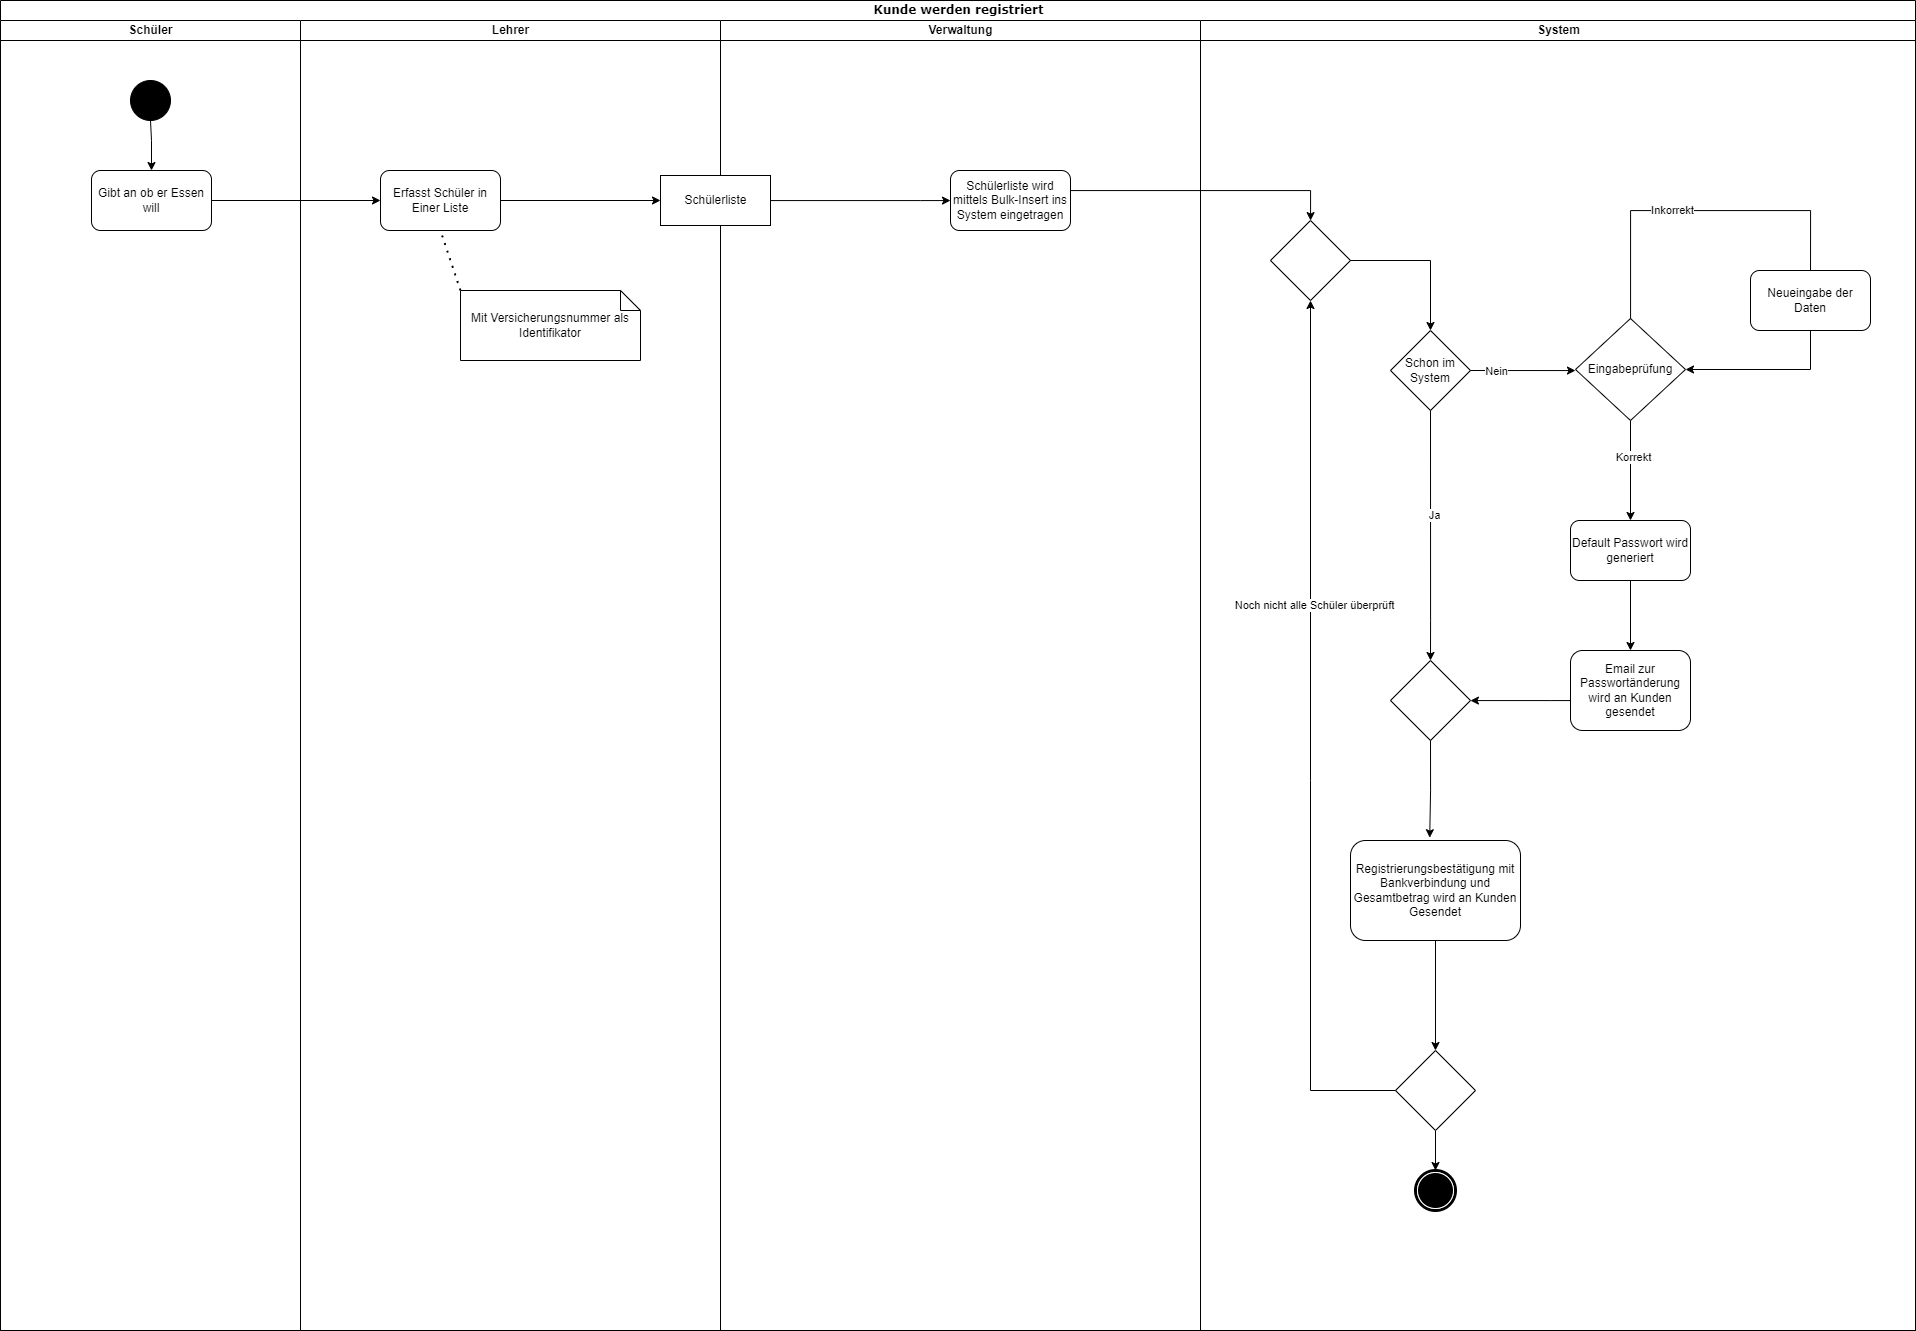 Kunde werden registriert
Schüler
Lehrer
Verwaltung
System
Gibt an ob er Essen
will
Erfasst Schüler in
Einer Liste
Schülerliste
Schülerliste wird
mittels Bulk-Insert ins
System eingetragen
Mit Versicherungsnummer als
Identifikator
Inkorrekt
Neueingabe der
Daten
Schon im
System
Nein
Eingabeprüfung
Korrekt
Ja
Default Passwort wird
generiert
Noch nicht alle Schüler überprüft
Email zur
Passwortänderung
wird an Kunden
gesendet
Registrierungsbestätigung mit
Bankverbindung und
Gesamtbetrag wird an Kunden
Gesendet